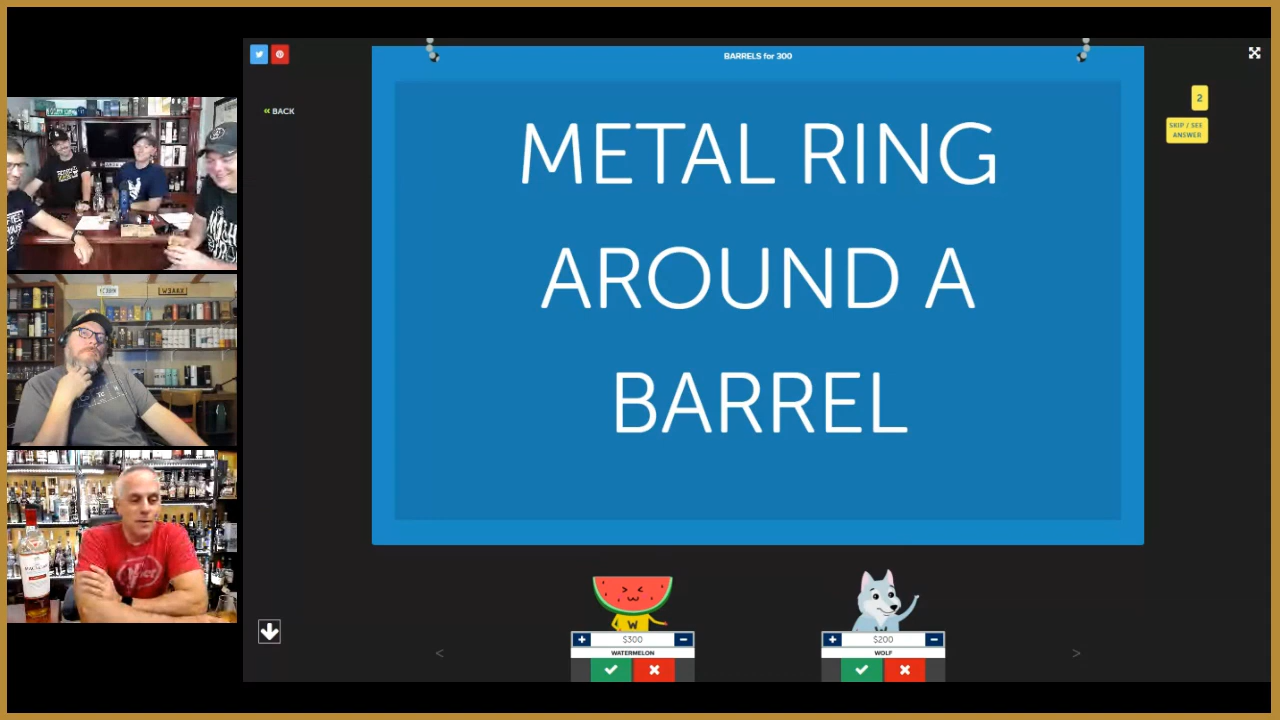 BARRELS for 300
« BACK
2
SKIP / SEE
ANSWER
METAL RING
AROUND A
BARREL
W
W
+ $300 −
+ $200 −
WATERMELON
WOLF
< >